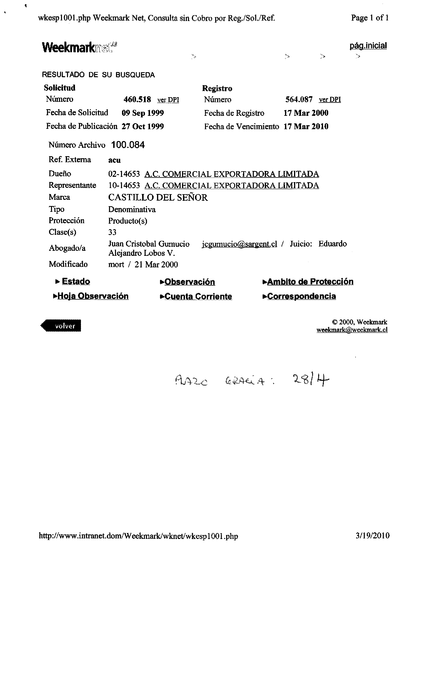 wkesp1001.php Weekmark Net, Consulta sin Cobro por Reg./Sol./Ref. Page 1 of 1
Weekmarknet pág.inicial
> > > >
RESULTADO DE SU BUSQUEDA
Solicitud Registro
Número 460.518 ver DPI Número 564.087 ver DPI
Fecha de Solicitud 09 Sep 1999 Fecha de Registro 17 Mar 2000
Fecha de Publicación 27 Oct 1999 Fecha de Vencimiento 17 Mar 2010
Número Archivo 100.084
Ref. Externa acu
Dueño 02-14653 A.C. COMERCIAL EXPORTADORA LIMITADA
Representante 10-14653 A.C. COMERCIAL EXPORTADORA LIMITADA
Marca CASTILLO DEL SEÑOR
Tipo Denominativa
Protección Producto(s)
Clase(s) 33
Abogado/a Juan Cristobal Gumucio jcgumucio@sargent.cl / Juicio: Eduardo
Alejandro Lobos V.
Modificado mort / 21 Mar 2000
►Estado ►Observación ►Ambito de Protección
►Hoja Observación ►Cuenta Corriente ►Correspondencia
volver © 2000, Weekmark
weekmark@weekmark.cl
PLAZO GRACIA: 28/4
http://www.intranet.dom/Weekmark/wknet/wkesp1001.php 3/19/2010